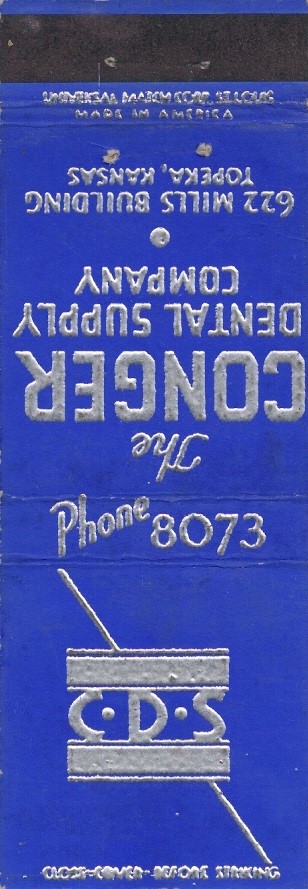 The
CONGER
DENTAL SUPPLY
COMPANY
622 MILLS BUILDING
TOPEKA, KANSAS
MADE IN AMERICA
UNIVERSAL MATCH CORP. ST. LOUIS
Phone 8073
C·D·S
CLOSE-COVER-BEFORE STRIKING